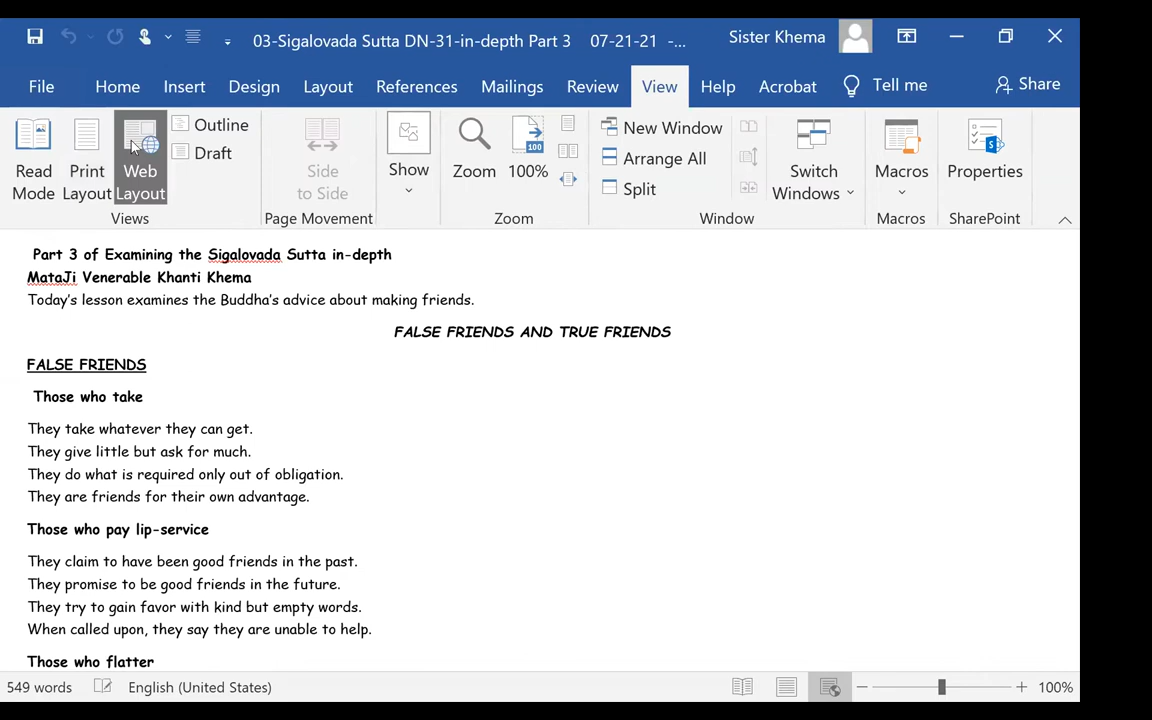 03-Sigalovada Sutta DN-31-in-depth Part 3 07-21-21 -...
Sister Khema
File Home Insert Design Layout References Mailings Review View Help Acrobat Tell me Share
Read Mode
Print Layout
Web Layout
Outline
Draft
Views
Side to Side
Page Movement
Show
Zoom
100
100%
Zoom
New Window
Arrange All
Split
Switch Windows
Window
Macros
Macros
Properties
SharePoint
Part 3 of Examining the Sigalovada Sutta in-depth
MataJi Venerable Khanti Khema
Today's lesson examines the Buddha's advice about making friends.
FALSE FRIENDS AND TRUE FRIENDS
FALSE FRIENDS
Those who take
They take whatever they can get.
They give little but ask for much.
They do what is required only out of obligation.
They are friends for their own advantage.
Those who pay lip-service
They claim to have been good friends in the past.
They promise to be good friends in the future.
They try to gain favor with kind but empty words.
When called upon, they say they are unable to help.
Those who flatter
549 words English (United States) 100%